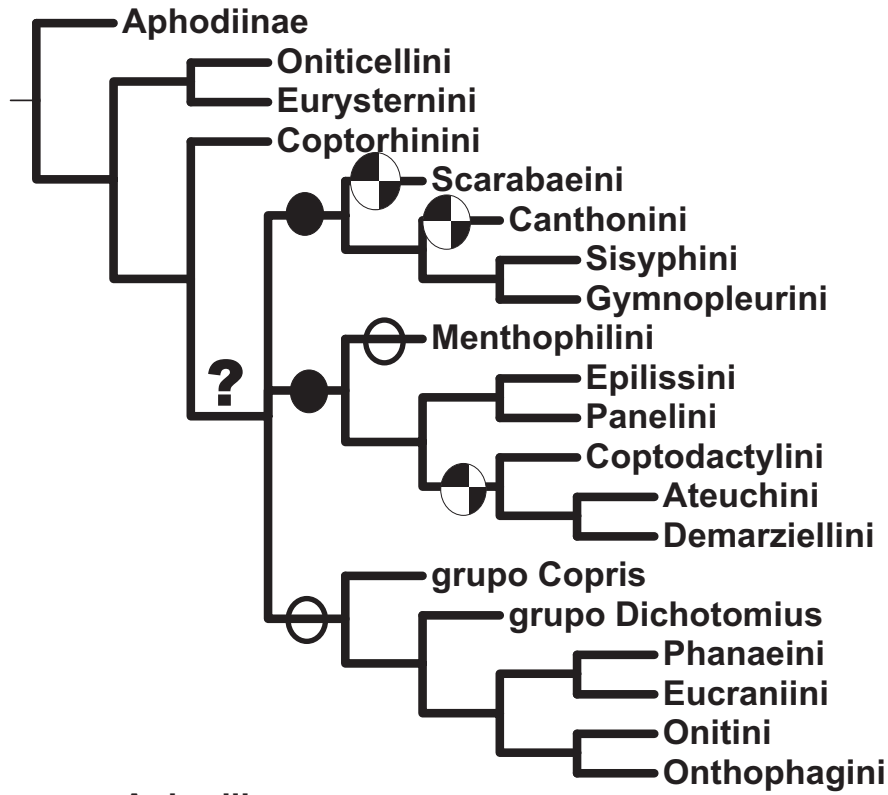 Aphodiinae
Oniticellini
Eurysternini
Coptorhinini
Scarabaeini
Canthonini
Sisyphini
Gymnopleurini
?
Menthophilini
Epilissini
Panelini
Coptodactylini
Ateuchini
Demarziellini
grupo Copris
grupo Dichotomius
Phanaeini
Eucraniini
Onitini
Onthophagini